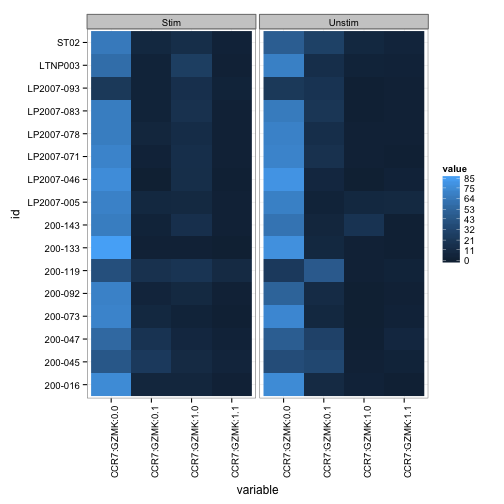 Stim Unstim
ST02
LTNP003
LP2007-093
LP2007-083
LP2007-078
LP2007-071
LP2007-046
LP2007-005
200-143
200-133
200-119
200-092
200-073
200-047
200-045
200-016
id
CCR7:GZMK:0.0
CCR7:GZMK:0.1
CCR7:GZMK:1.0
CCR7:GZMK:1.1
CCR7:GZMK:0.0
CCR7:GZMK:0.1
CCR7:GZMK:1.0
CCR7:GZMK:1.1
variable
value
85
75
64
53
43
32
21
11
0